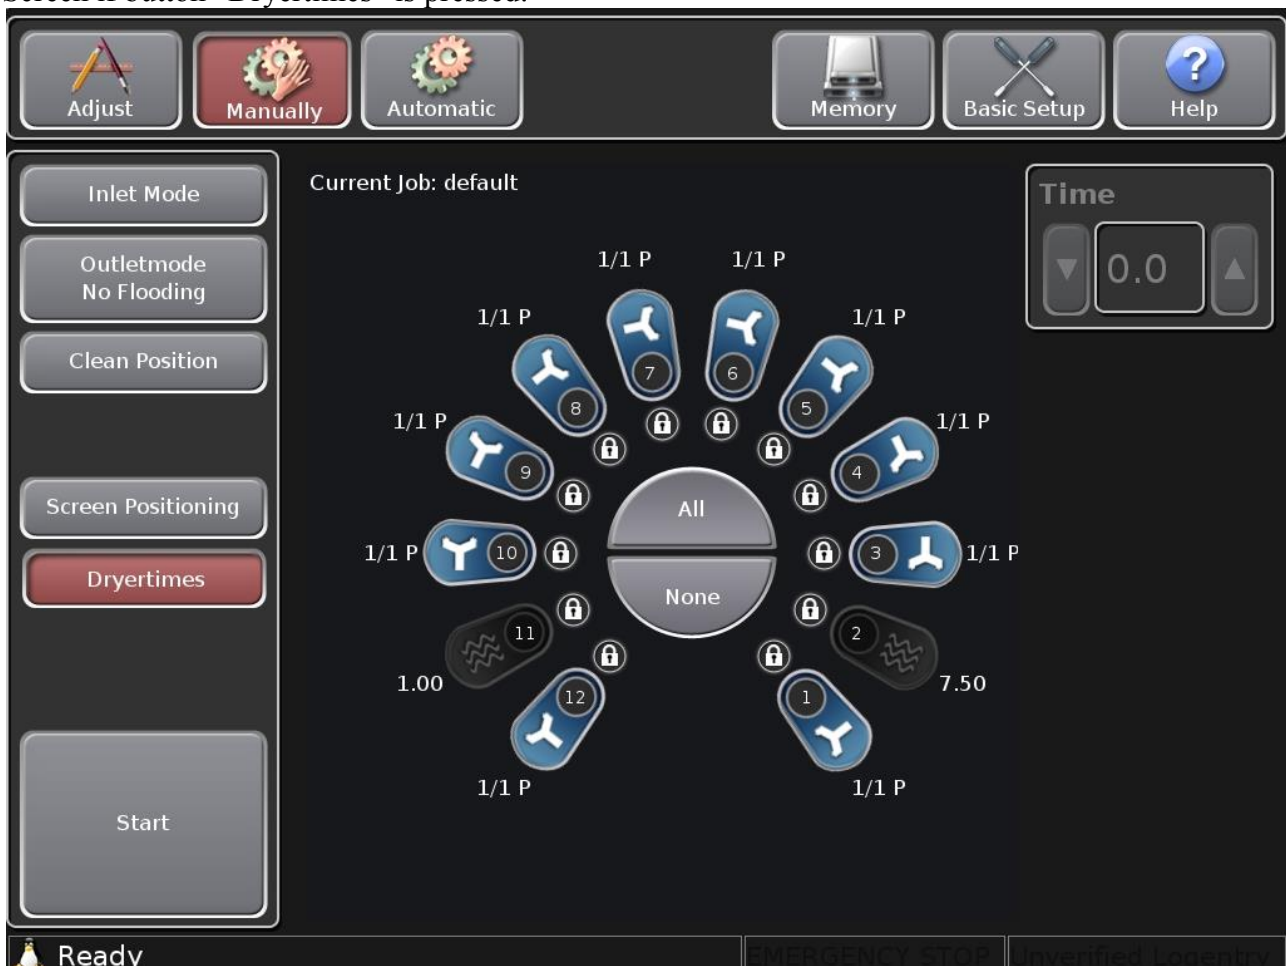 Screen if button "Dryertimes" is pressed:
Adjust
Manually
Automatic
Memory
Basic Setup
?
Help
Inlet Mode
Outletmode
No Flooding
Clean Position
Screen Positioning
Dryertimes
Start
Current Job: default
1/1 P
1/1 P
1/1 P
1/1 P
1/1 P
1/1 P
1/1 P
1/1 P
1.00
7.50
1/1 P
1/1 P
7
6
8
5
9
4
10
3
11
2
12
1
All
None
Time
0.0
Ready
EMERGENCY STOP
Unverified Logentry